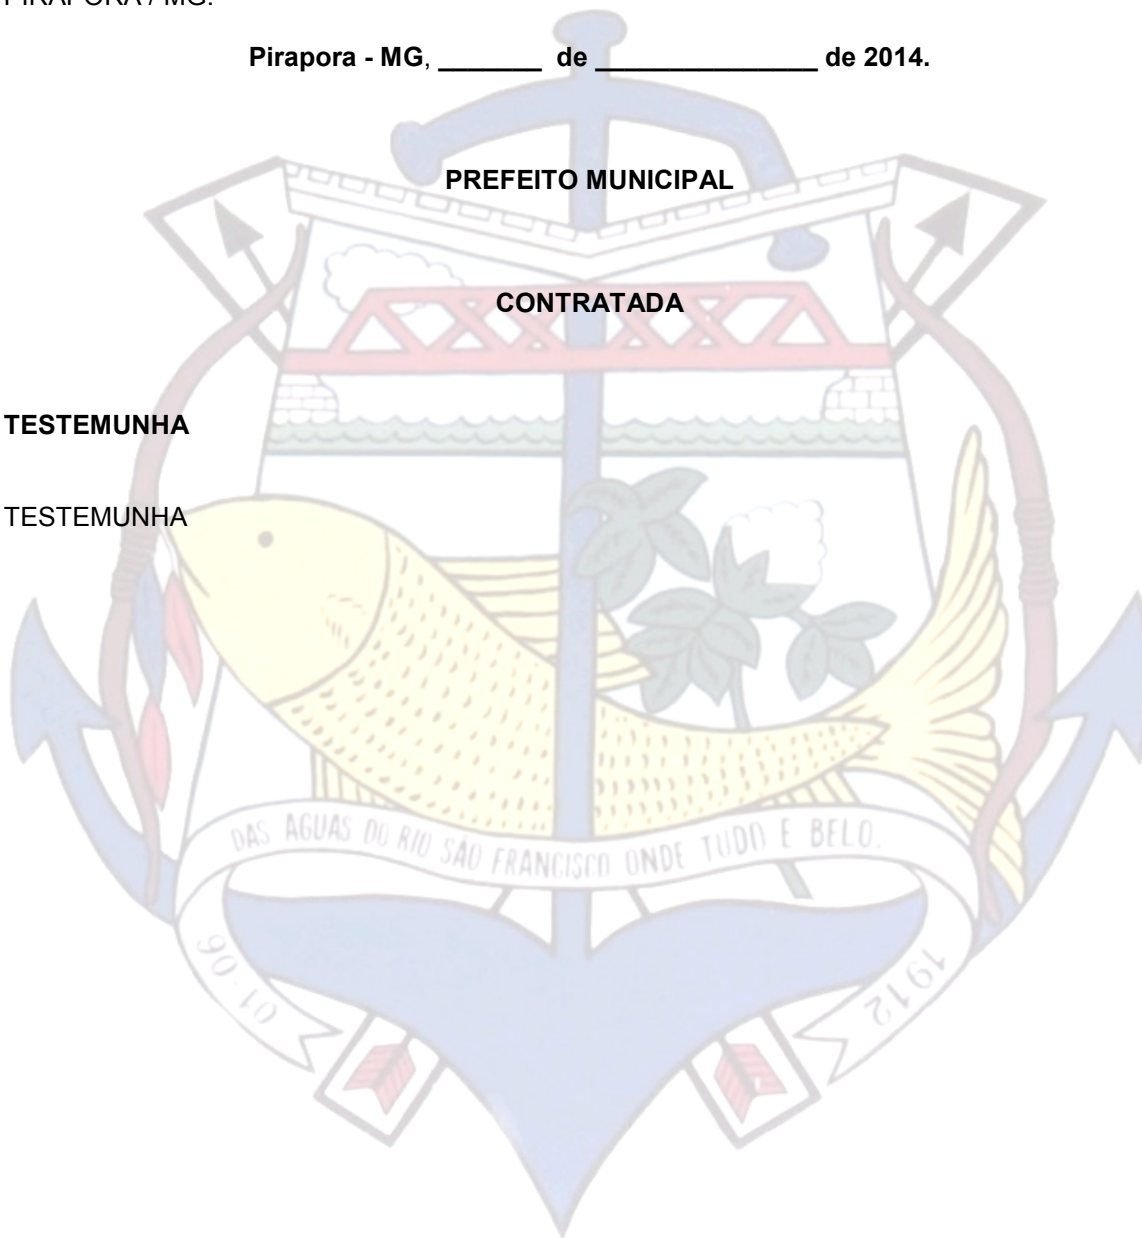 PIRAPORA / MG.
Pirapora - MG, _______ de _______________ de 2014.
PREFEITO MUNICIPAL
CONTRATADA
TESTEMUNHA
TESTEMUNHA
DAS AGUAS DO RIO SÃO FRANCISCO ONDE TUDO E BELO.
01·06
1912